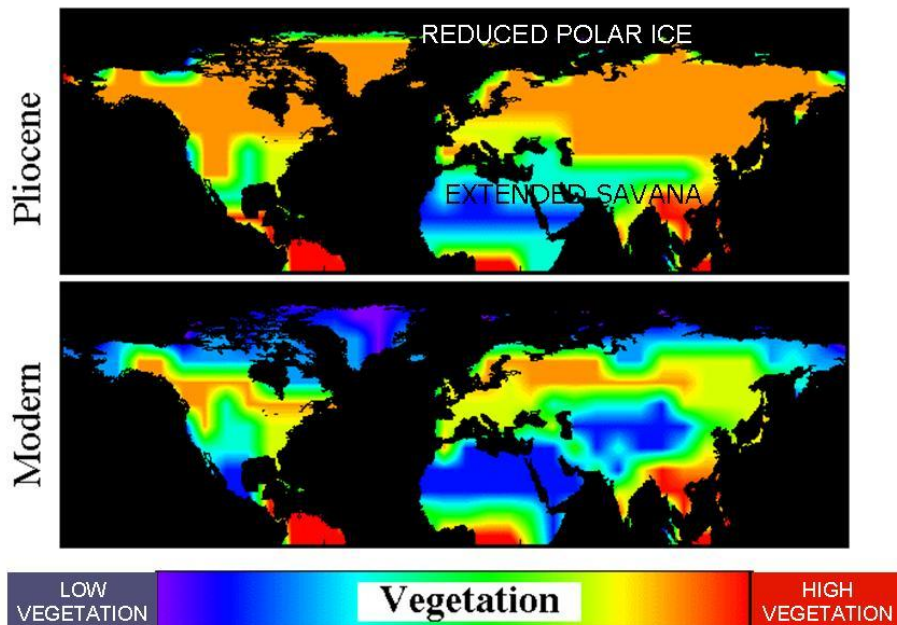 REDUCED POLAR ICE
Pliocene
EXTENDED SAVANA
Modern
LOW
VEGETATION
Vegetation
HIGH
VEGETATION